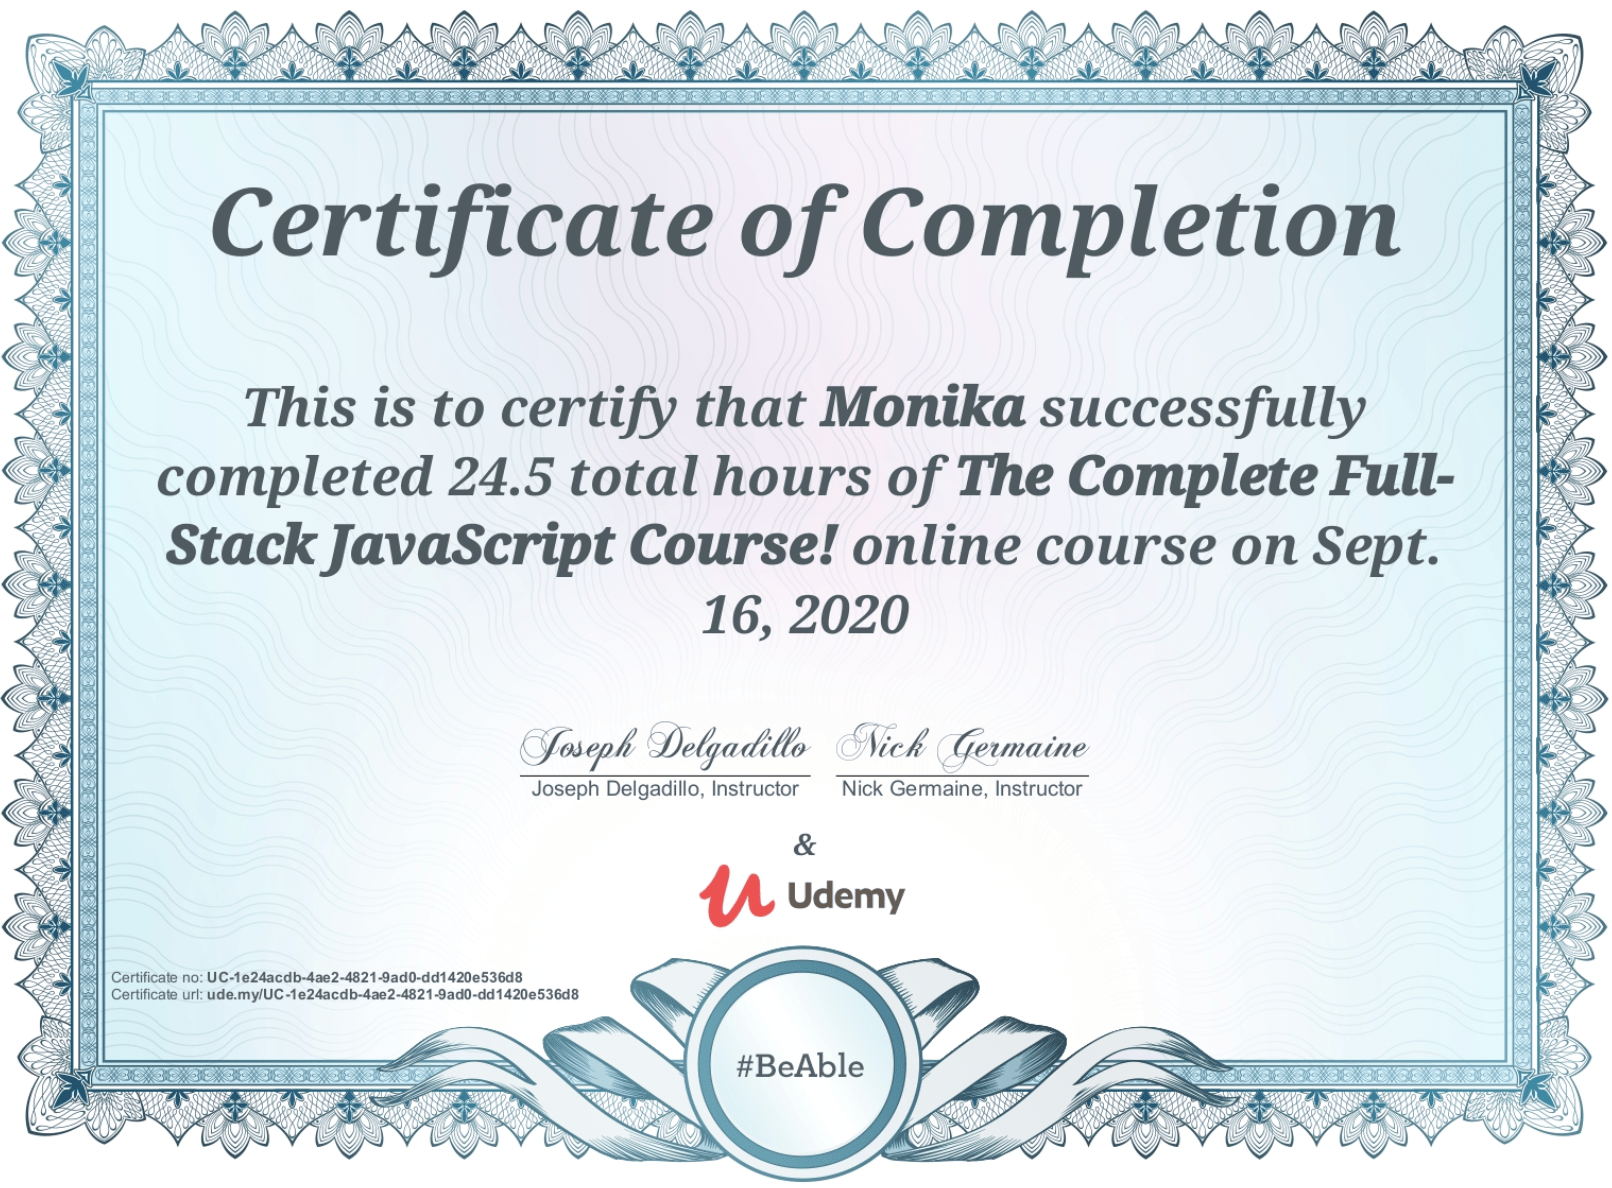 Certificate of Completion
This is to certify that Monika successfully
completed 24.5 total hours of The Complete Full-
Stack JavaScript Course! online course on Sept.
16, 2020
Joseph Delgadillo Nick Germaine
Joseph Delgadillo, Instructor Nick Germaine, Instructor
&
Udemy
Certificate no: UC-1e24acdb-4ae2-4821-9ad0-dd1420e536d8
Certificate url: ude.my/UC-1e24acdb-4ae2-4821-9ad0-dd1420e536d8
#BeAble